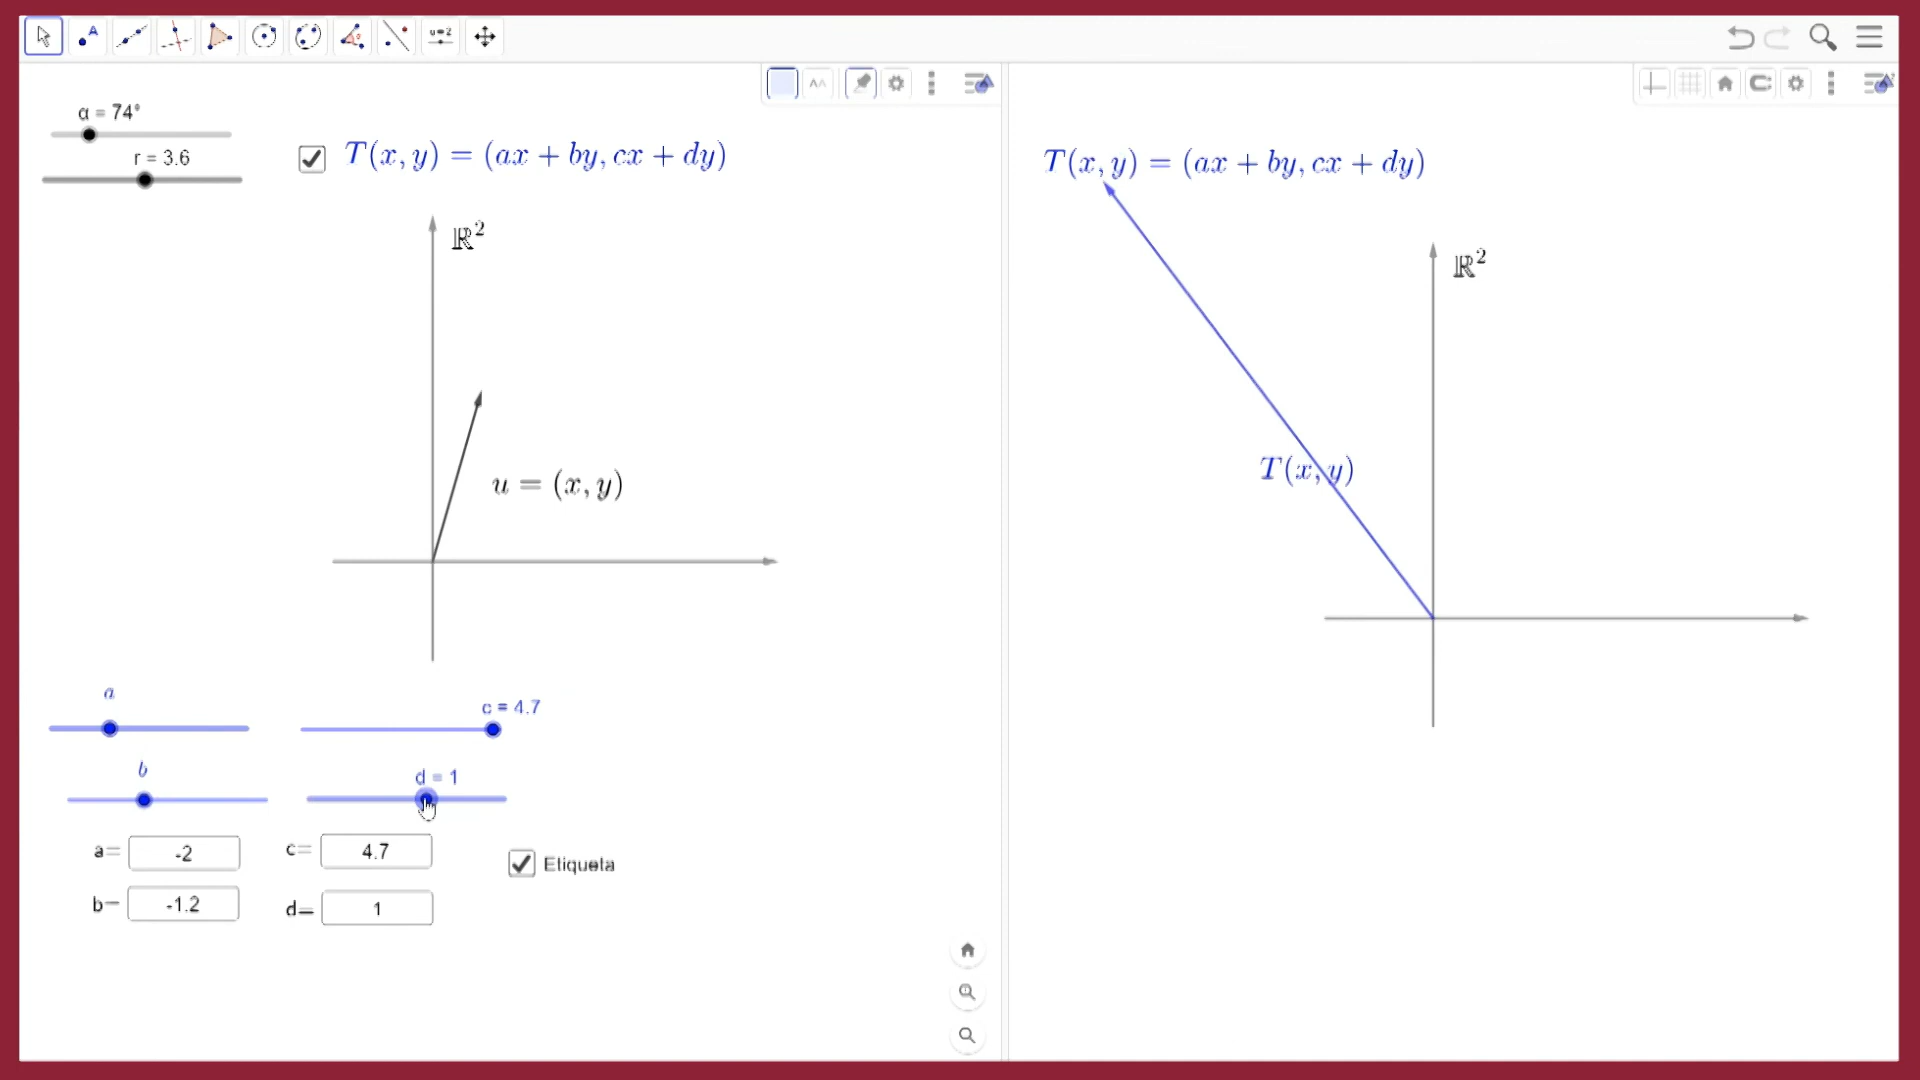 α = 74°
r = 3.6
T(x, y) = (ax + by, cx + dy)
ℝ²
u = (x, y)
a
c = 4.7
b
d = 1
a= -2
c= 4.7
b= -1.2
d= 1
Etiqueta
T(x, y) = (ax + by, cx + dy)
ℝ²
T(x, y)